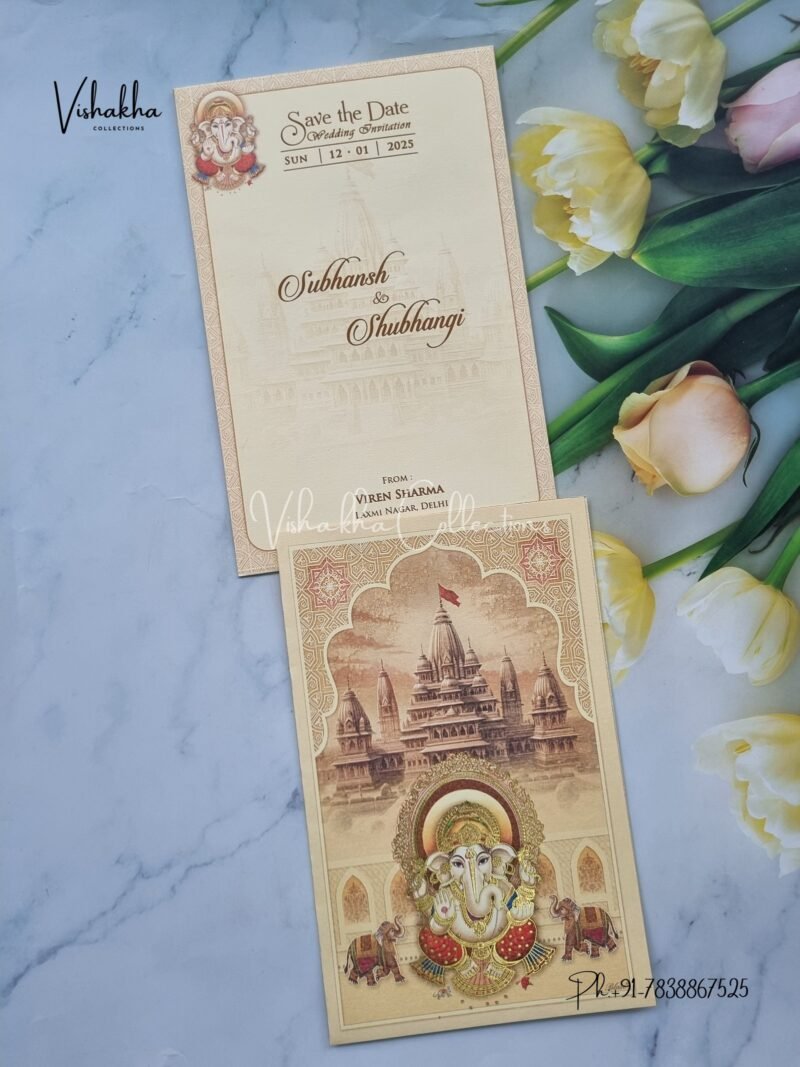 Vishakha
COLLECTIONS
Save the Date
Wedding Invitation
SUN | 12 · 01 | 2025
Subhansh
&
Shubhangi
FROM :
VIREN SHARMA
LAXMI NAGAR, DELHI
Vishakha Collections
Ph:+91-7838867525